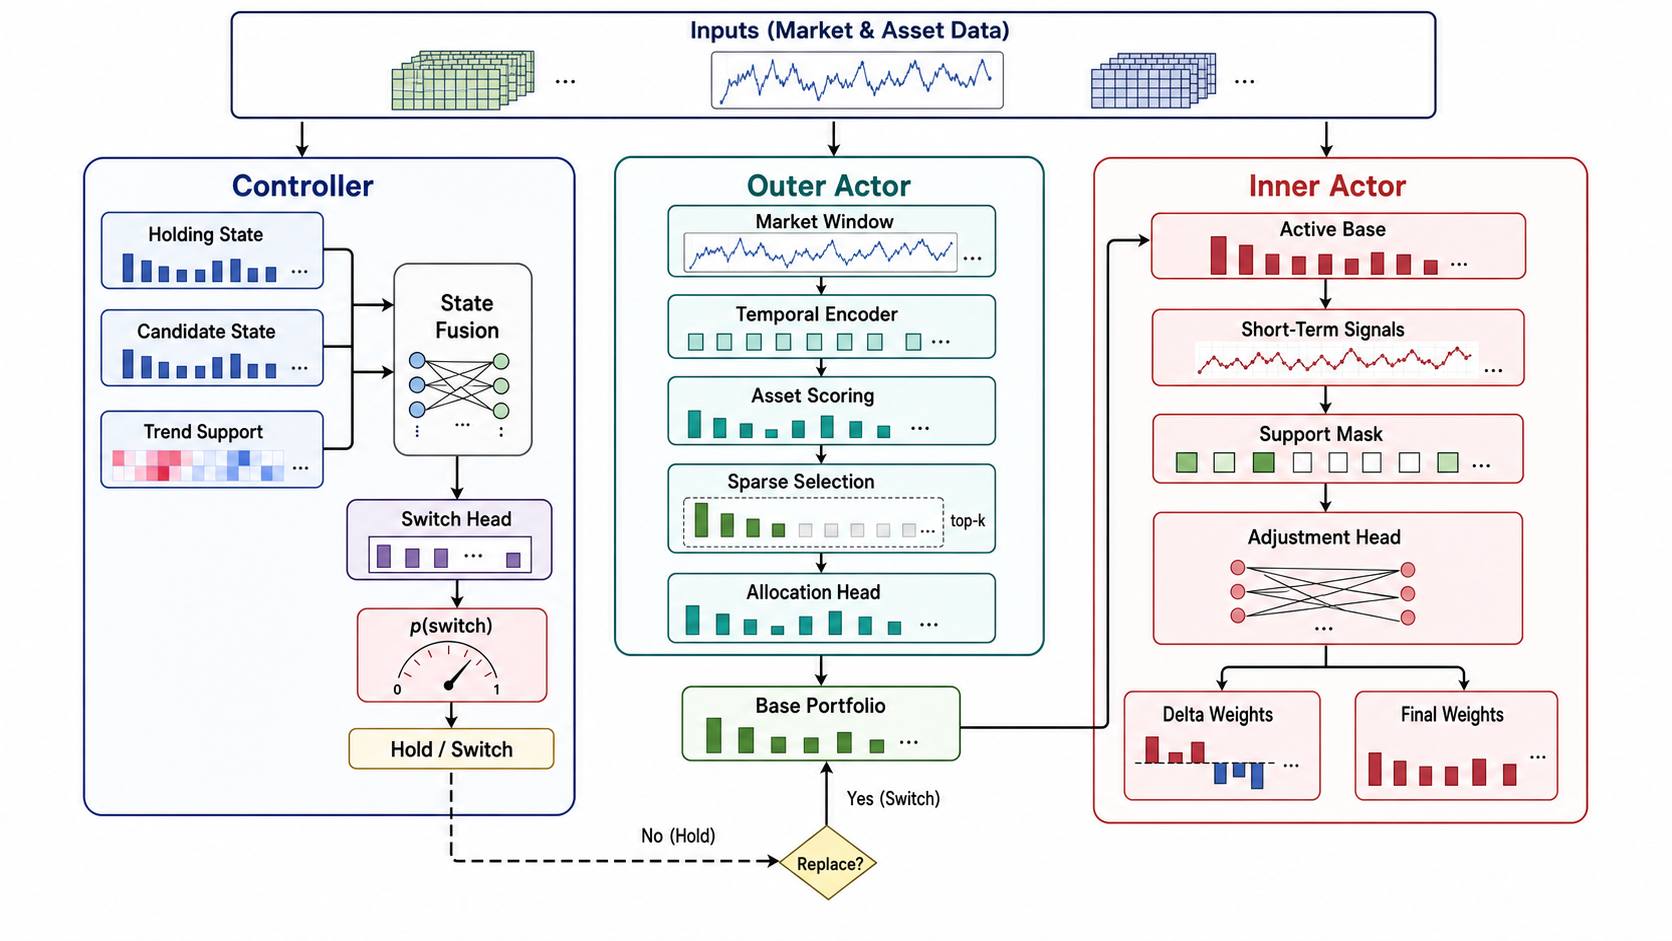 Inputs (Market & Asset Data)
...
...
Controller
Holding State
...
Candidate State
...
Trend Support
...
State
Fusion
...
Switch Head
...
p(switch)
0
1
Hold / Switch
No (Hold)
Outer Actor
Market Window
...
Temporal Encoder
...
Asset Scoring
...
Sparse Selection
...
top-k
Allocation Head
...
Base Portfolio
...
Yes (Switch)
Replace?
Inner Actor
Active Base
...
Short-Term Signals
...
Support Mask
...
Adjustment Head
...
Delta Weights
...
Final Weights
...